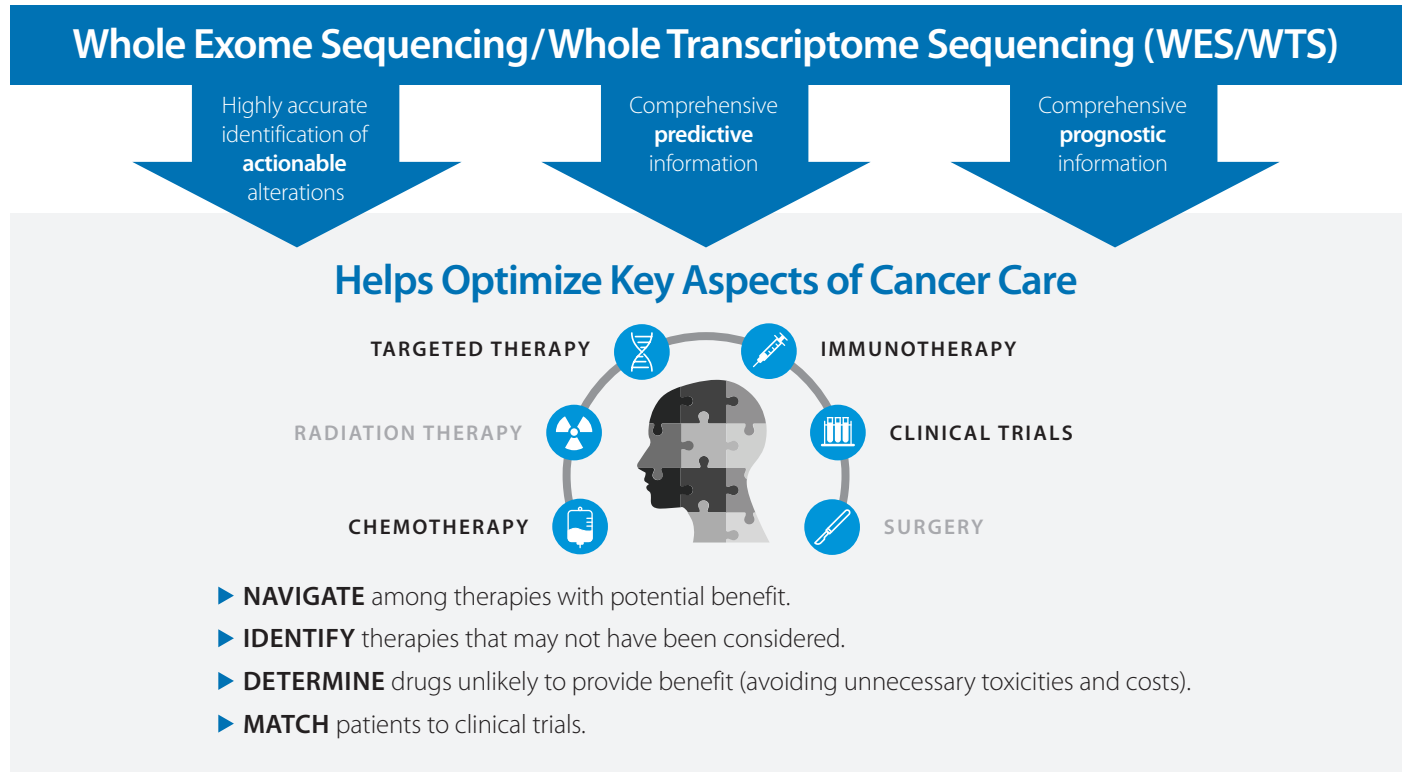 Whole Exome Sequencing/Whole Transcriptome Sequencing (WES/WTS)
Highly accurate
identification of
actionable
alterations
Comprehensive
predictive
information
Comprehensive
prognostic
information
Helps Optimize Key Aspects of Cancer Care
TARGETED THERAPY
IMMUNOTHERAPY
RADIATION THERAPY
CLINICAL TRIALS
CHEMOTHERAPY
SURGERY
▶ NAVIGATE among therapies with potential benefit.
▶ IDENTIFY therapies that may not have been considered.
▶ DETERMINE drugs unlikely to provide benefit (avoiding unnecessary toxicities and costs).
▶ MATCH patients to clinical trials.